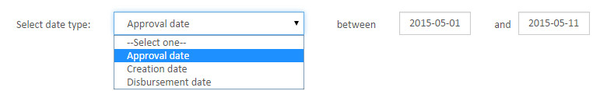 Select date type: Approval date between 2015-05-01 and 2015-05-11
--Select one--
Approval date
Creation date
Disbursement date